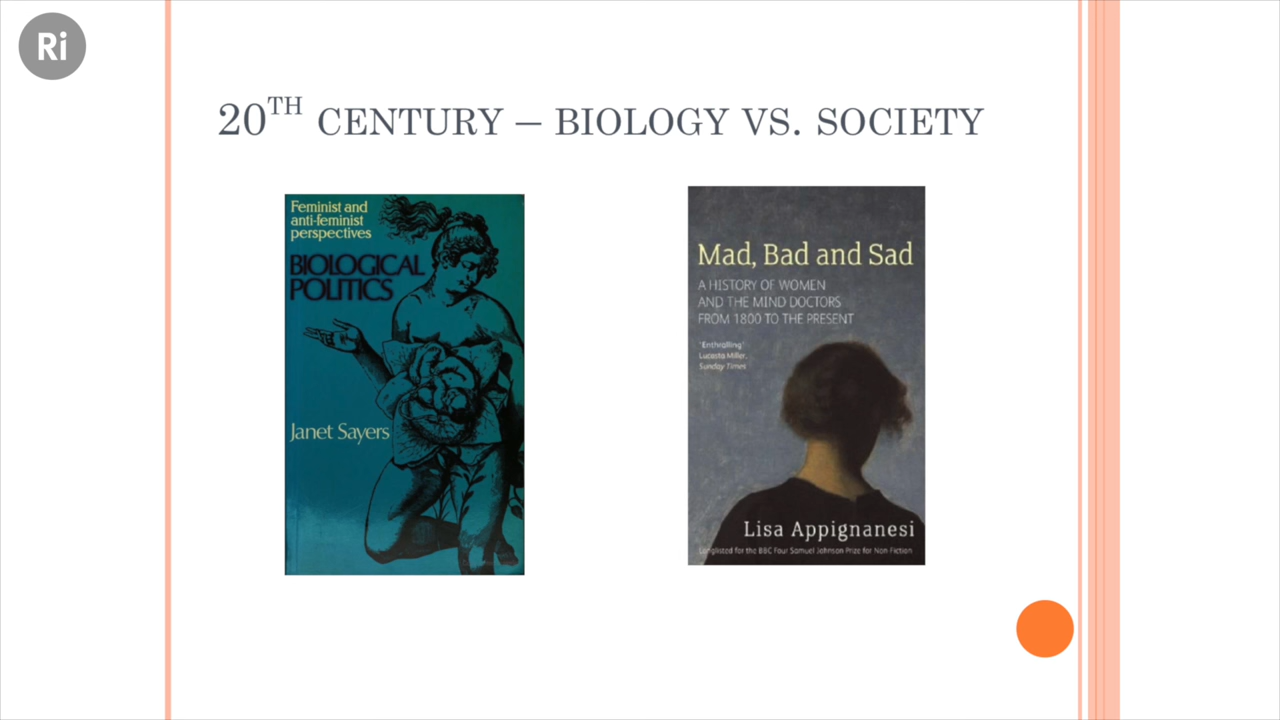 Ri
20TH CENTURY – BIOLOGY VS. SOCIETY
Feminist and
anti-feminist
perspectives
BIOLOGICAL
POLITICS
Janet Sayers
Mad, Bad and Sad
A HISTORY OF WOMEN
AND THE MIND DOCTORS
FROM 1800 TO THE PRESENT
'Enthralling'
Lucasta Miller,
Sunday Times
Lisa Appignanesi
Longlisted for the BBC Four Samuel Johnson Prize for Non-Fiction